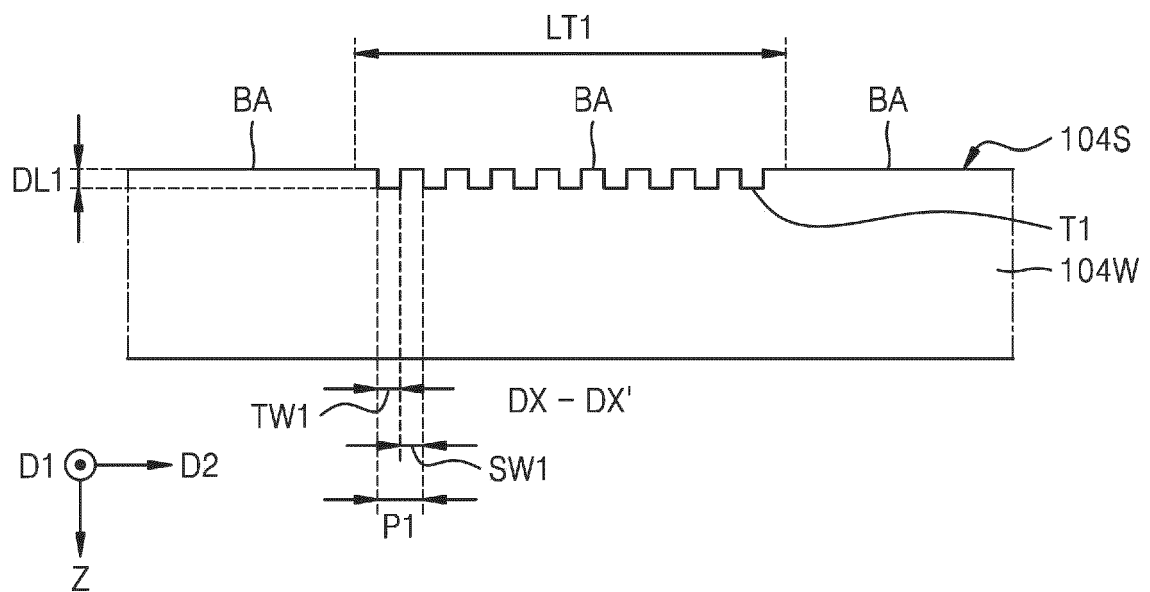 LT1
BA
BA
BA
104S
DL1
T1
104W
TW1
DX – DX'
D1
D2
SW1
P1
Z